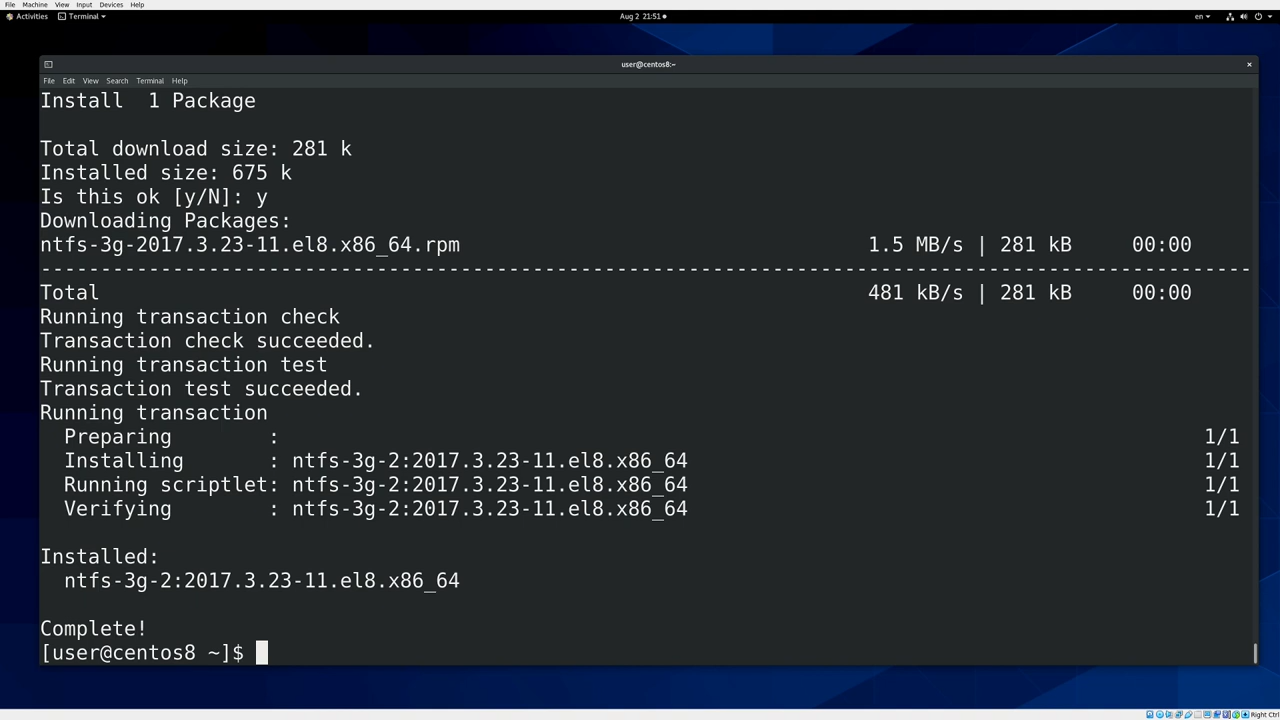 File Machine View Input Devices Help
Activities Terminal Aug 2 21:51 en
user@centos8:~
File Edit View Search Terminal Help
Install  1 Package
Total download size: 281 k
Installed size: 675 k
Is this ok [y/N]: y
Downloading Packages:
ntfs-3g-2017.3.23-11.el8.x86_64.rpm 1.5 MB/s | 281 kB 00:00
--------------------------------------------------------------------------------
Total 481 kB/s | 281 kB 00:00
Running transaction check
Transaction check succeeded.
Running transaction test
Transaction test succeeded.
Running transaction
Preparing : 1/1
Installing : ntfs-3g-2:2017.3.23-11.el8.x86_64 1/1
Running scriptlet: ntfs-3g-2:2017.3.23-11.el8.x86_64 1/1
Verifying : ntfs-3g-2:2017.3.23-11.el8.x86_64 1/1
Installed:
ntfs-3g-2:2017.3.23-11.el8.x86_64
Complete!
[user@centos8 ~]$
Right Ctrl